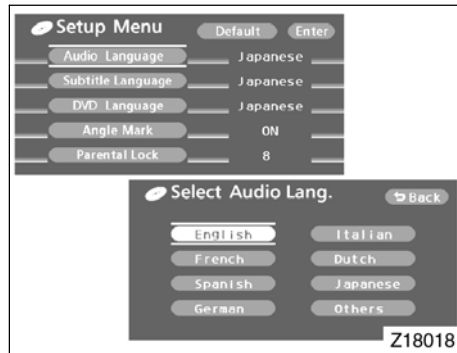 Setup Menu Default Enter
Audio Language Japanese
Subtitle Language Japanese
DVD Language Japanese
Angle Mark ON
Parental Lock 8
Select Audio Lang. Back
English Italian
French Dutch
Spanish Japanese
German Others
Z18018